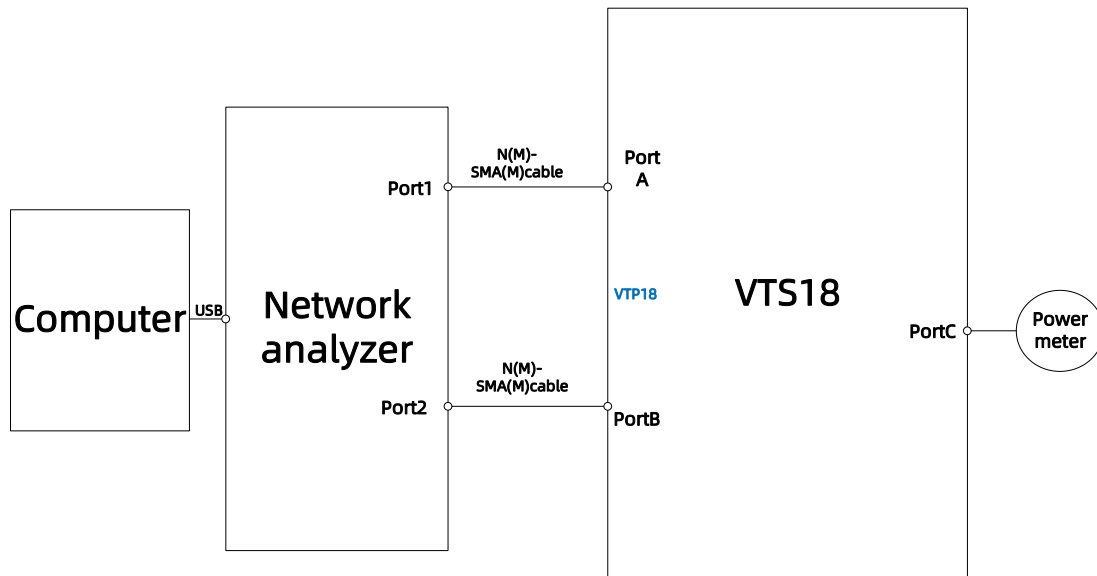 Computer
USB
Network
analyzer
Port1
Port2
N(M)-
SMA(M)cable
N(M)-
SMA(M)cable
Port
A
VTP18
PortB
VTS18
PortC
Power
meter